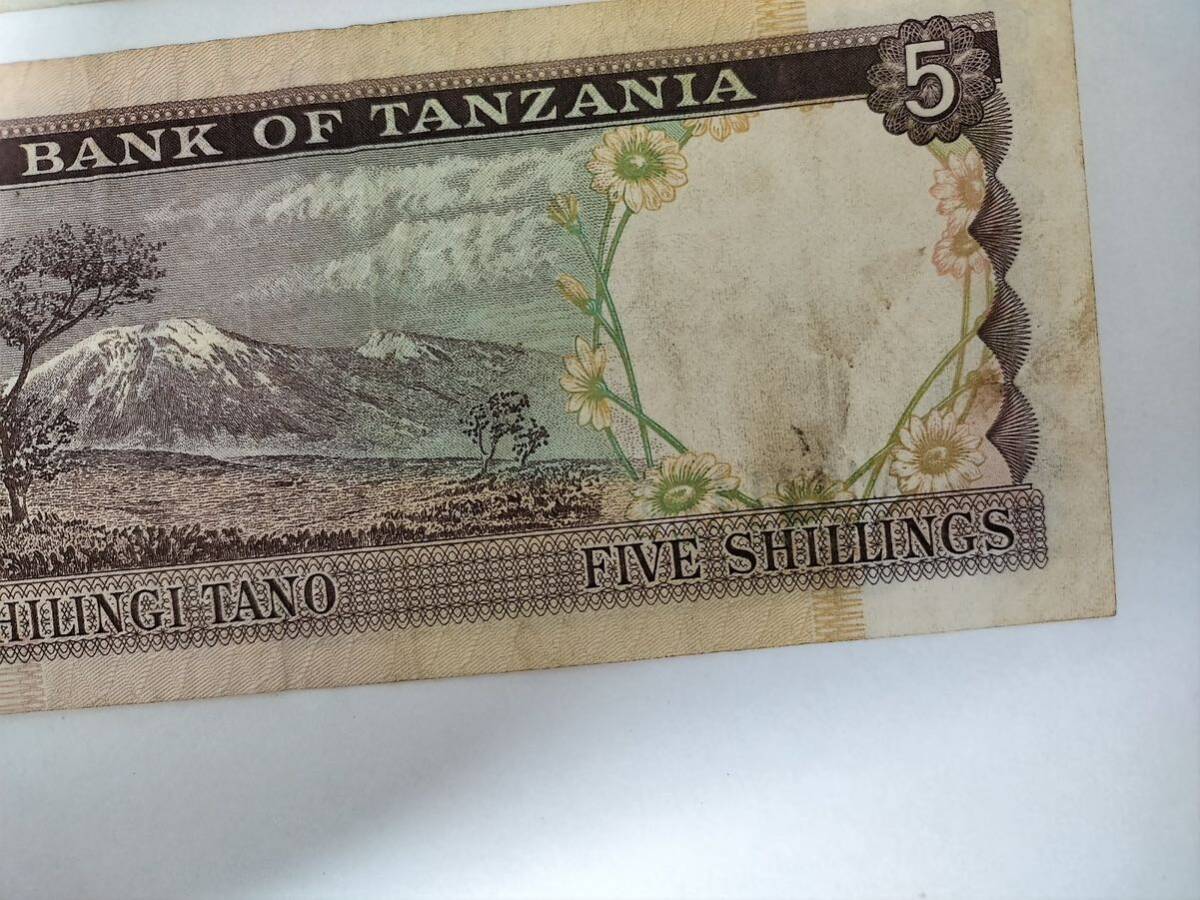 BANK OF TANZANIA
5
HILINGI TANO
FIVE SHILLINGS